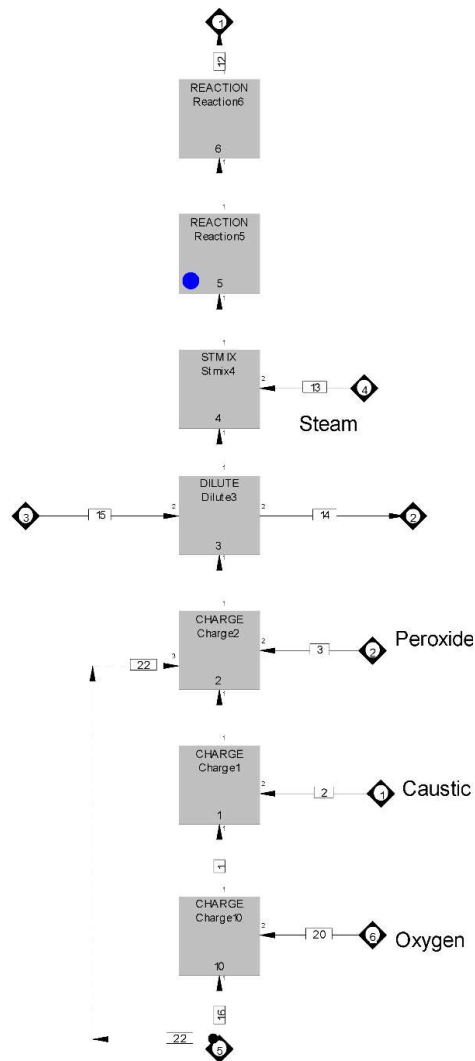 1
12
1
REACTION
Reaction6
6
1
1
REACTION
Reaction5
5
1
1
STMIX
Stmix4
2
13
4
4
Steam
1
1
DILUTE
Dilute3
3
15
2
2
14
2
3
1
1
CHARGE
Charge2
2
3
2
Peroxide
22
3
2
1
1
CHARGE
Charge1
2
2
1
Caustic
1
1
1
1
CHARGE
Charge10
2
20
6
Oxygen
10
1
16
22
5